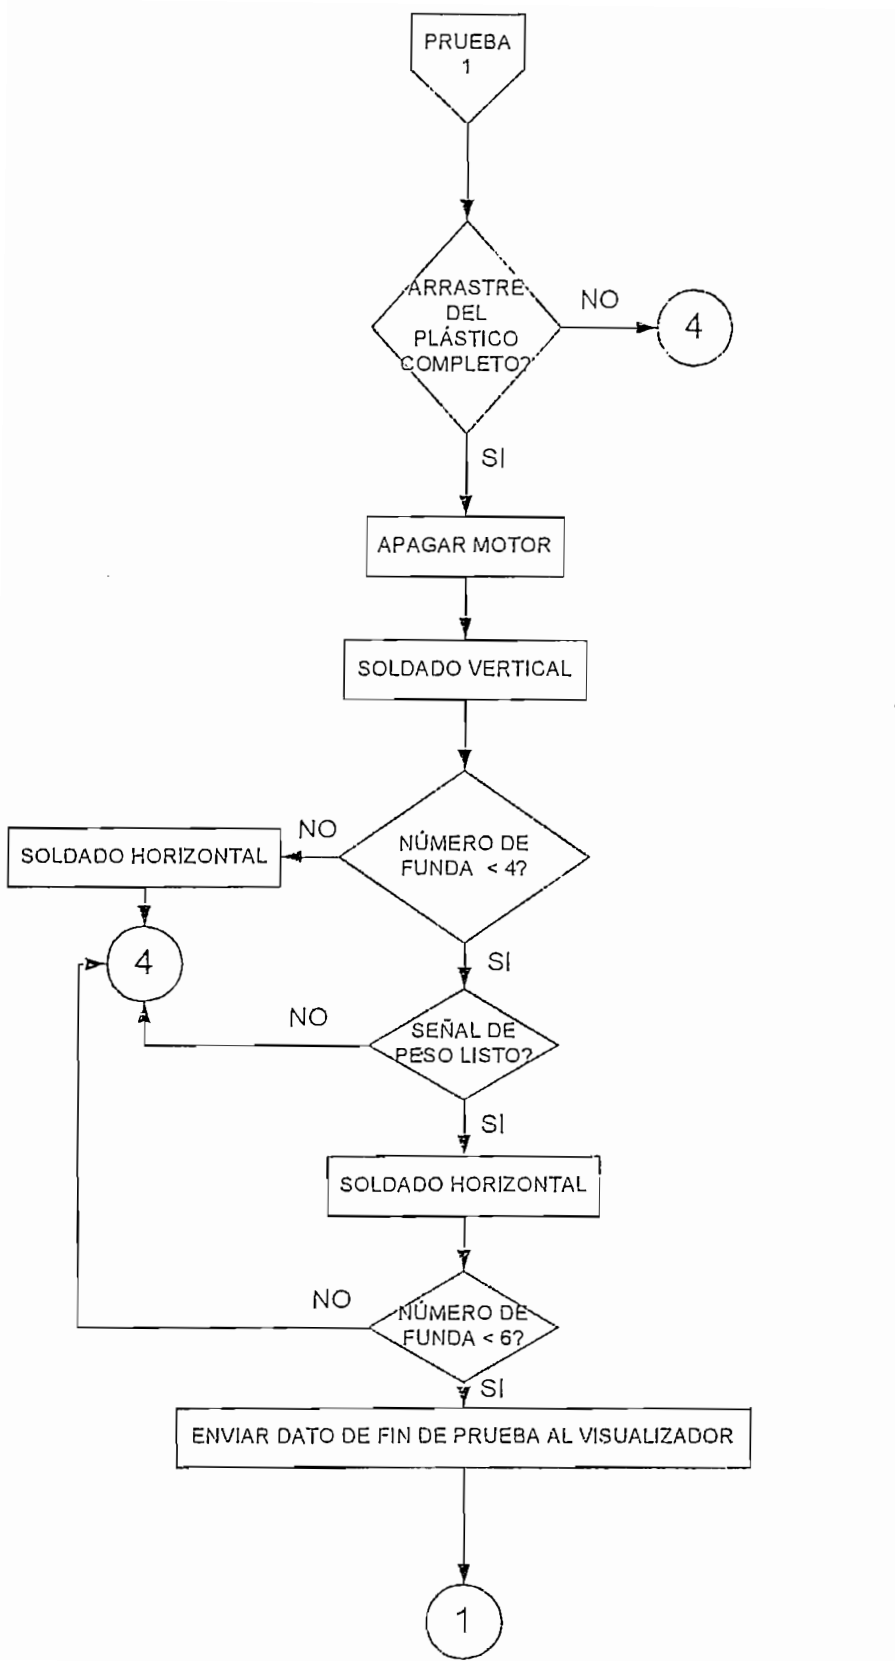 PRUEBA
1
ARRASTRE
DEL
PLÁSTICO
COMPLETO?
NO
4
SI
APAGAR MOTOR
SOLDADO VERTICAL
NÚMERO DE
FUNDA < 4?
NO
SOLDADO HORIZONTAL
4
SI
SEÑAL DE
PESO LISTO?
NO
SI
SOLDADO HORIZONTAL
NÚMERO DE
FUNDA < 6?
NO
SI
ENVIAR DATO DE FIN DE PRUEBA AL VISUALIZADOR
1